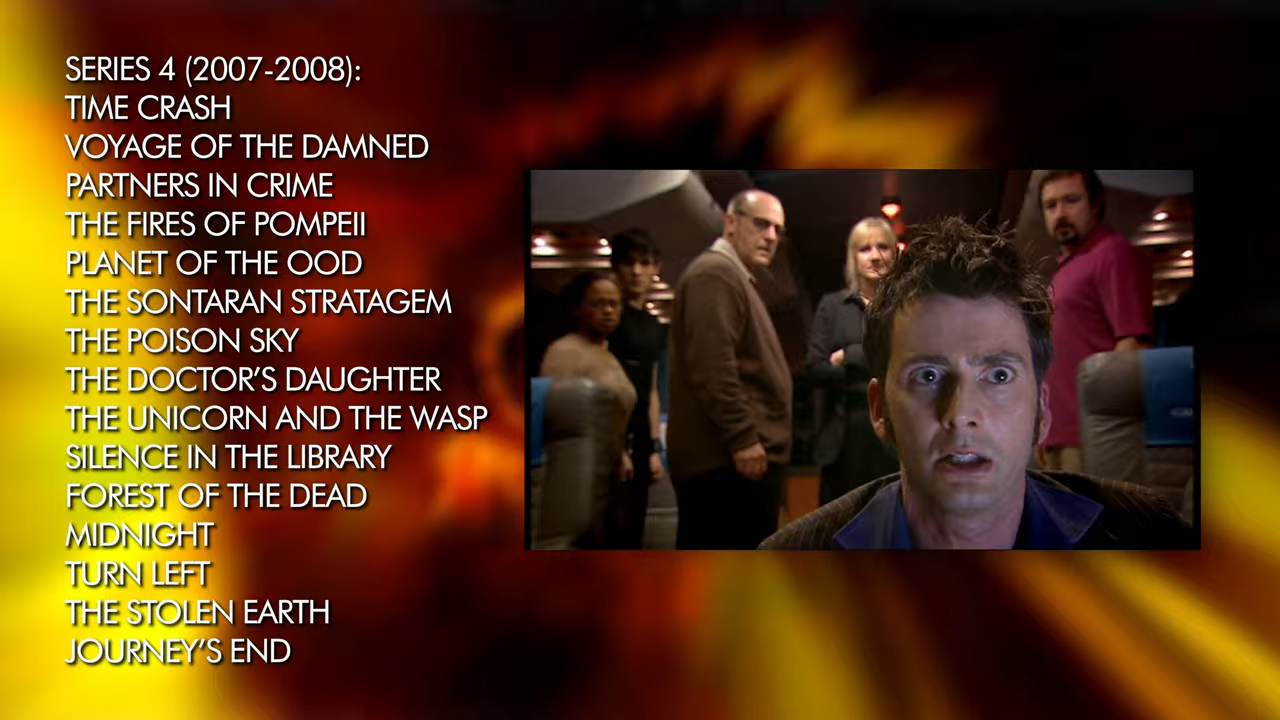 SERIES 4 (2007-2008):
TIME CRASH
VOYAGE OF THE DAMNED
PARTNERS IN CRIME
THE FIRES OF POMPEII
PLANET OF THE OOD
THE SONTARAN STRATAGEM
THE POISON SKY
THE DOCTOR'S DAUGHTER
THE UNICORN AND THE WASP
SILENCE IN THE LIBRARY
FOREST OF THE DEAD
MIDNIGHT
TURN LEFT
THE STOLEN EARTH
JOURNEY'S END